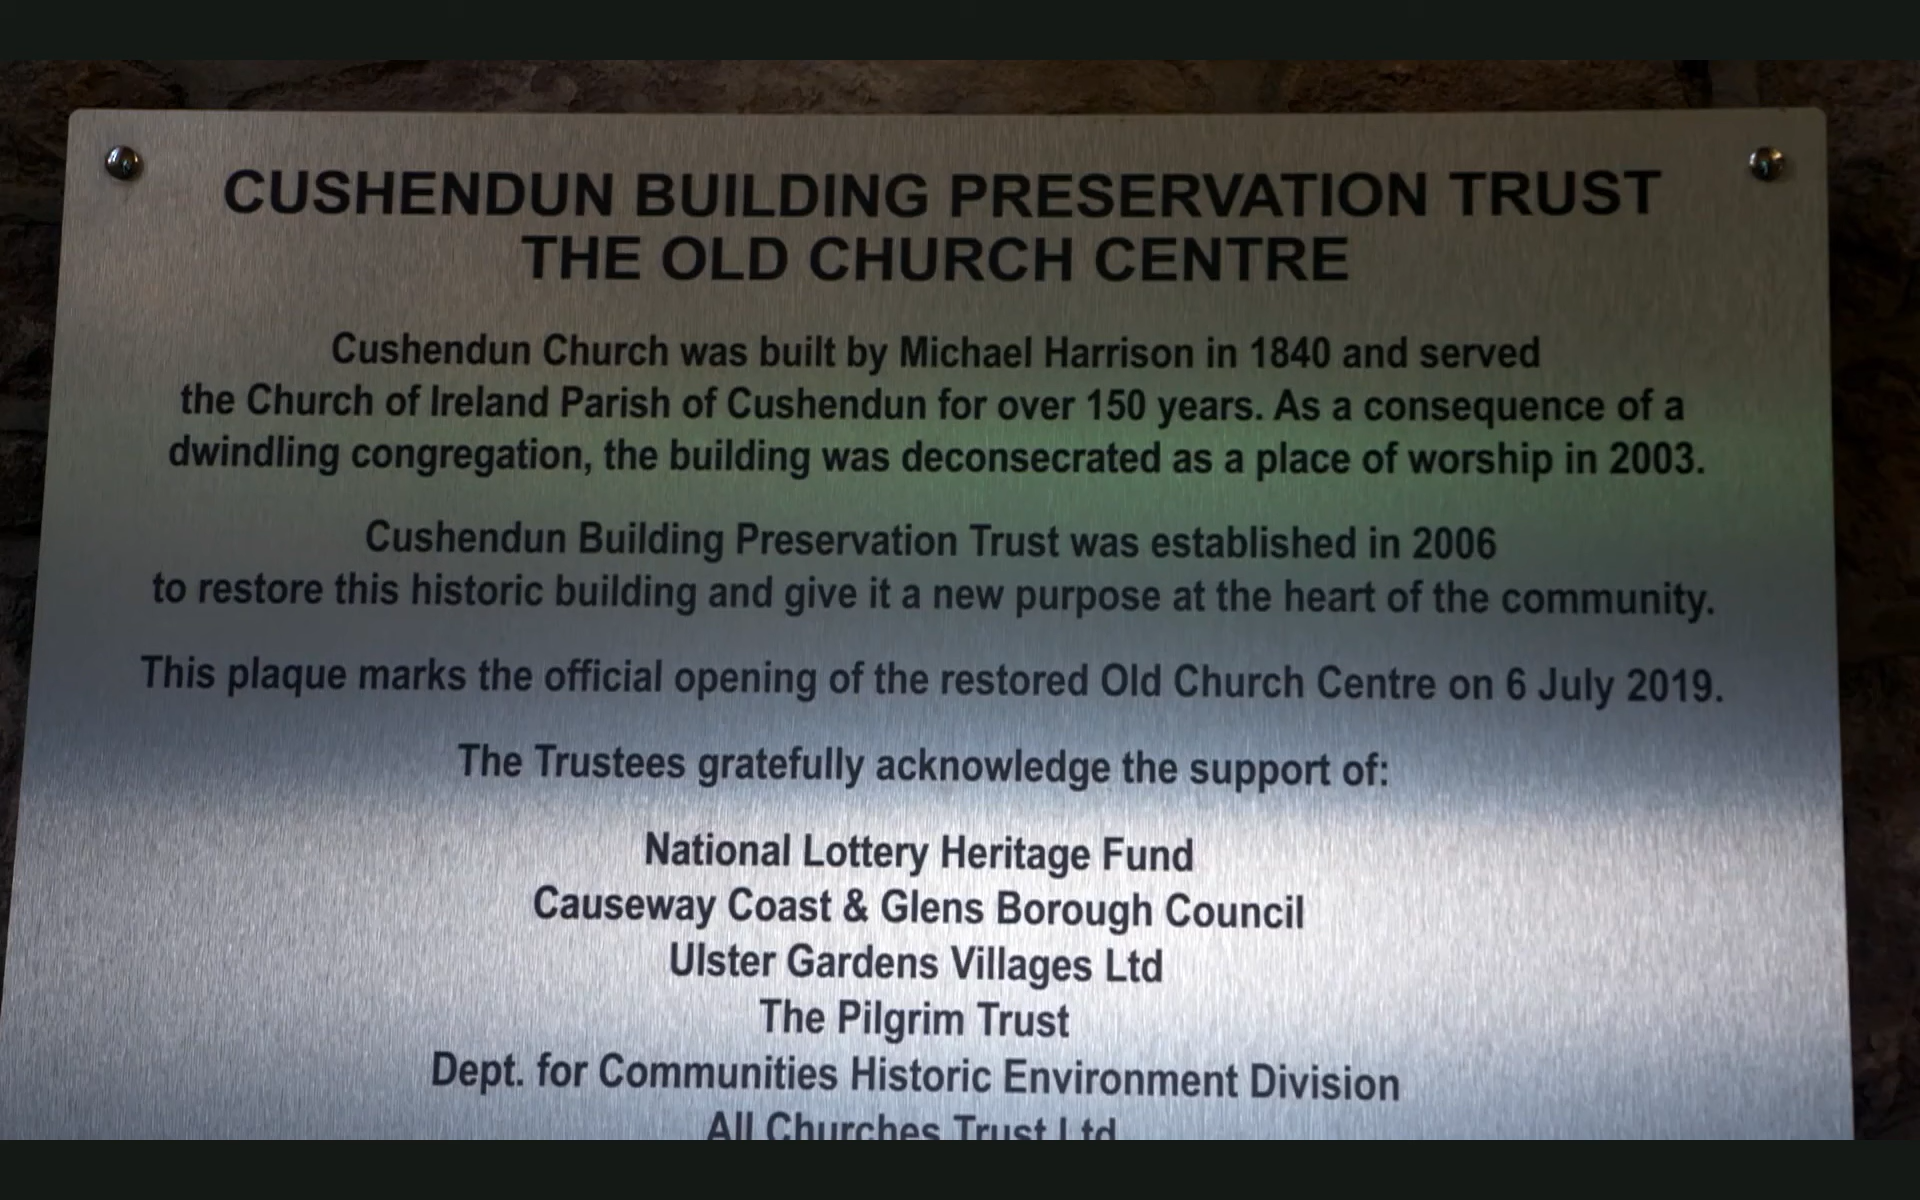 CUSHENDUN BUILDING PRESERVATION TRUST
THE OLD CHURCH CENTRE
Cushendun Church was built by Michael Harrison in 1840 and served
the Church of Ireland Parish of Cushendun for over 150 years. As a consequence of a
dwindling congregation, the building was deconsecrated as a place of worship in 2003.
Cushendun Building Preservation Trust was established in 2006
to restore this historic building and give it a new purpose at the heart of the community.
This plaque marks the official opening of the restored Old Church Centre on 6 July 2019.
The Trustees gratefully acknowledge the support of:
National Lottery Heritage Fund
Causeway Coast & Glens Borough Council
Ulster Gardens Villages Ltd
The Pilgrim Trust
Dept. for Communities Historic Environment Division
All Churches Trust Ltd